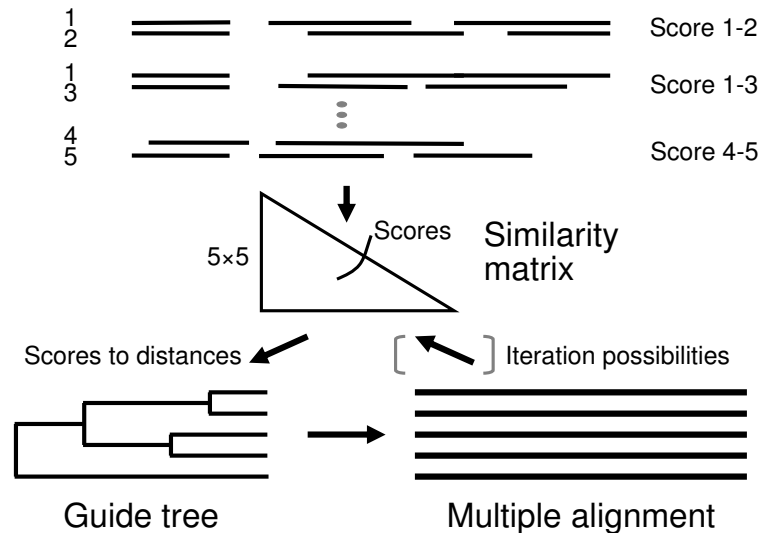 1
2
Score 1-2
1
3
Score 1-3
4
5
Score 4-5
5×5
Scores
Similarity
matrix
Scores to distances
Iteration possibilities
Guide tree
Multiple alignment